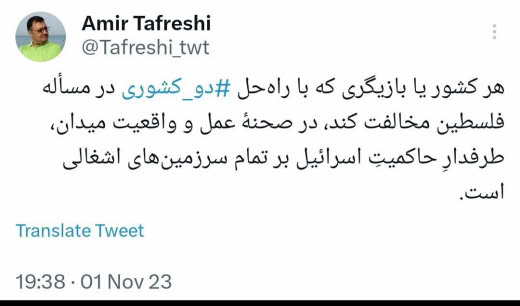 Amir Tafreshi
@Tafreshi_twt
هر کشور یا بازیگری که با راه‌حل #دو_کشوری در مسأله
فلسطین مخالفت کند، در صحنهٔ عمل و واقعیت میدان،
طرفدارِ حاکمیتِ اسرائیل بر تمام سرزمین‌های اشغالی
است.
Translate Tweet
19:38 · 01 Nov 23